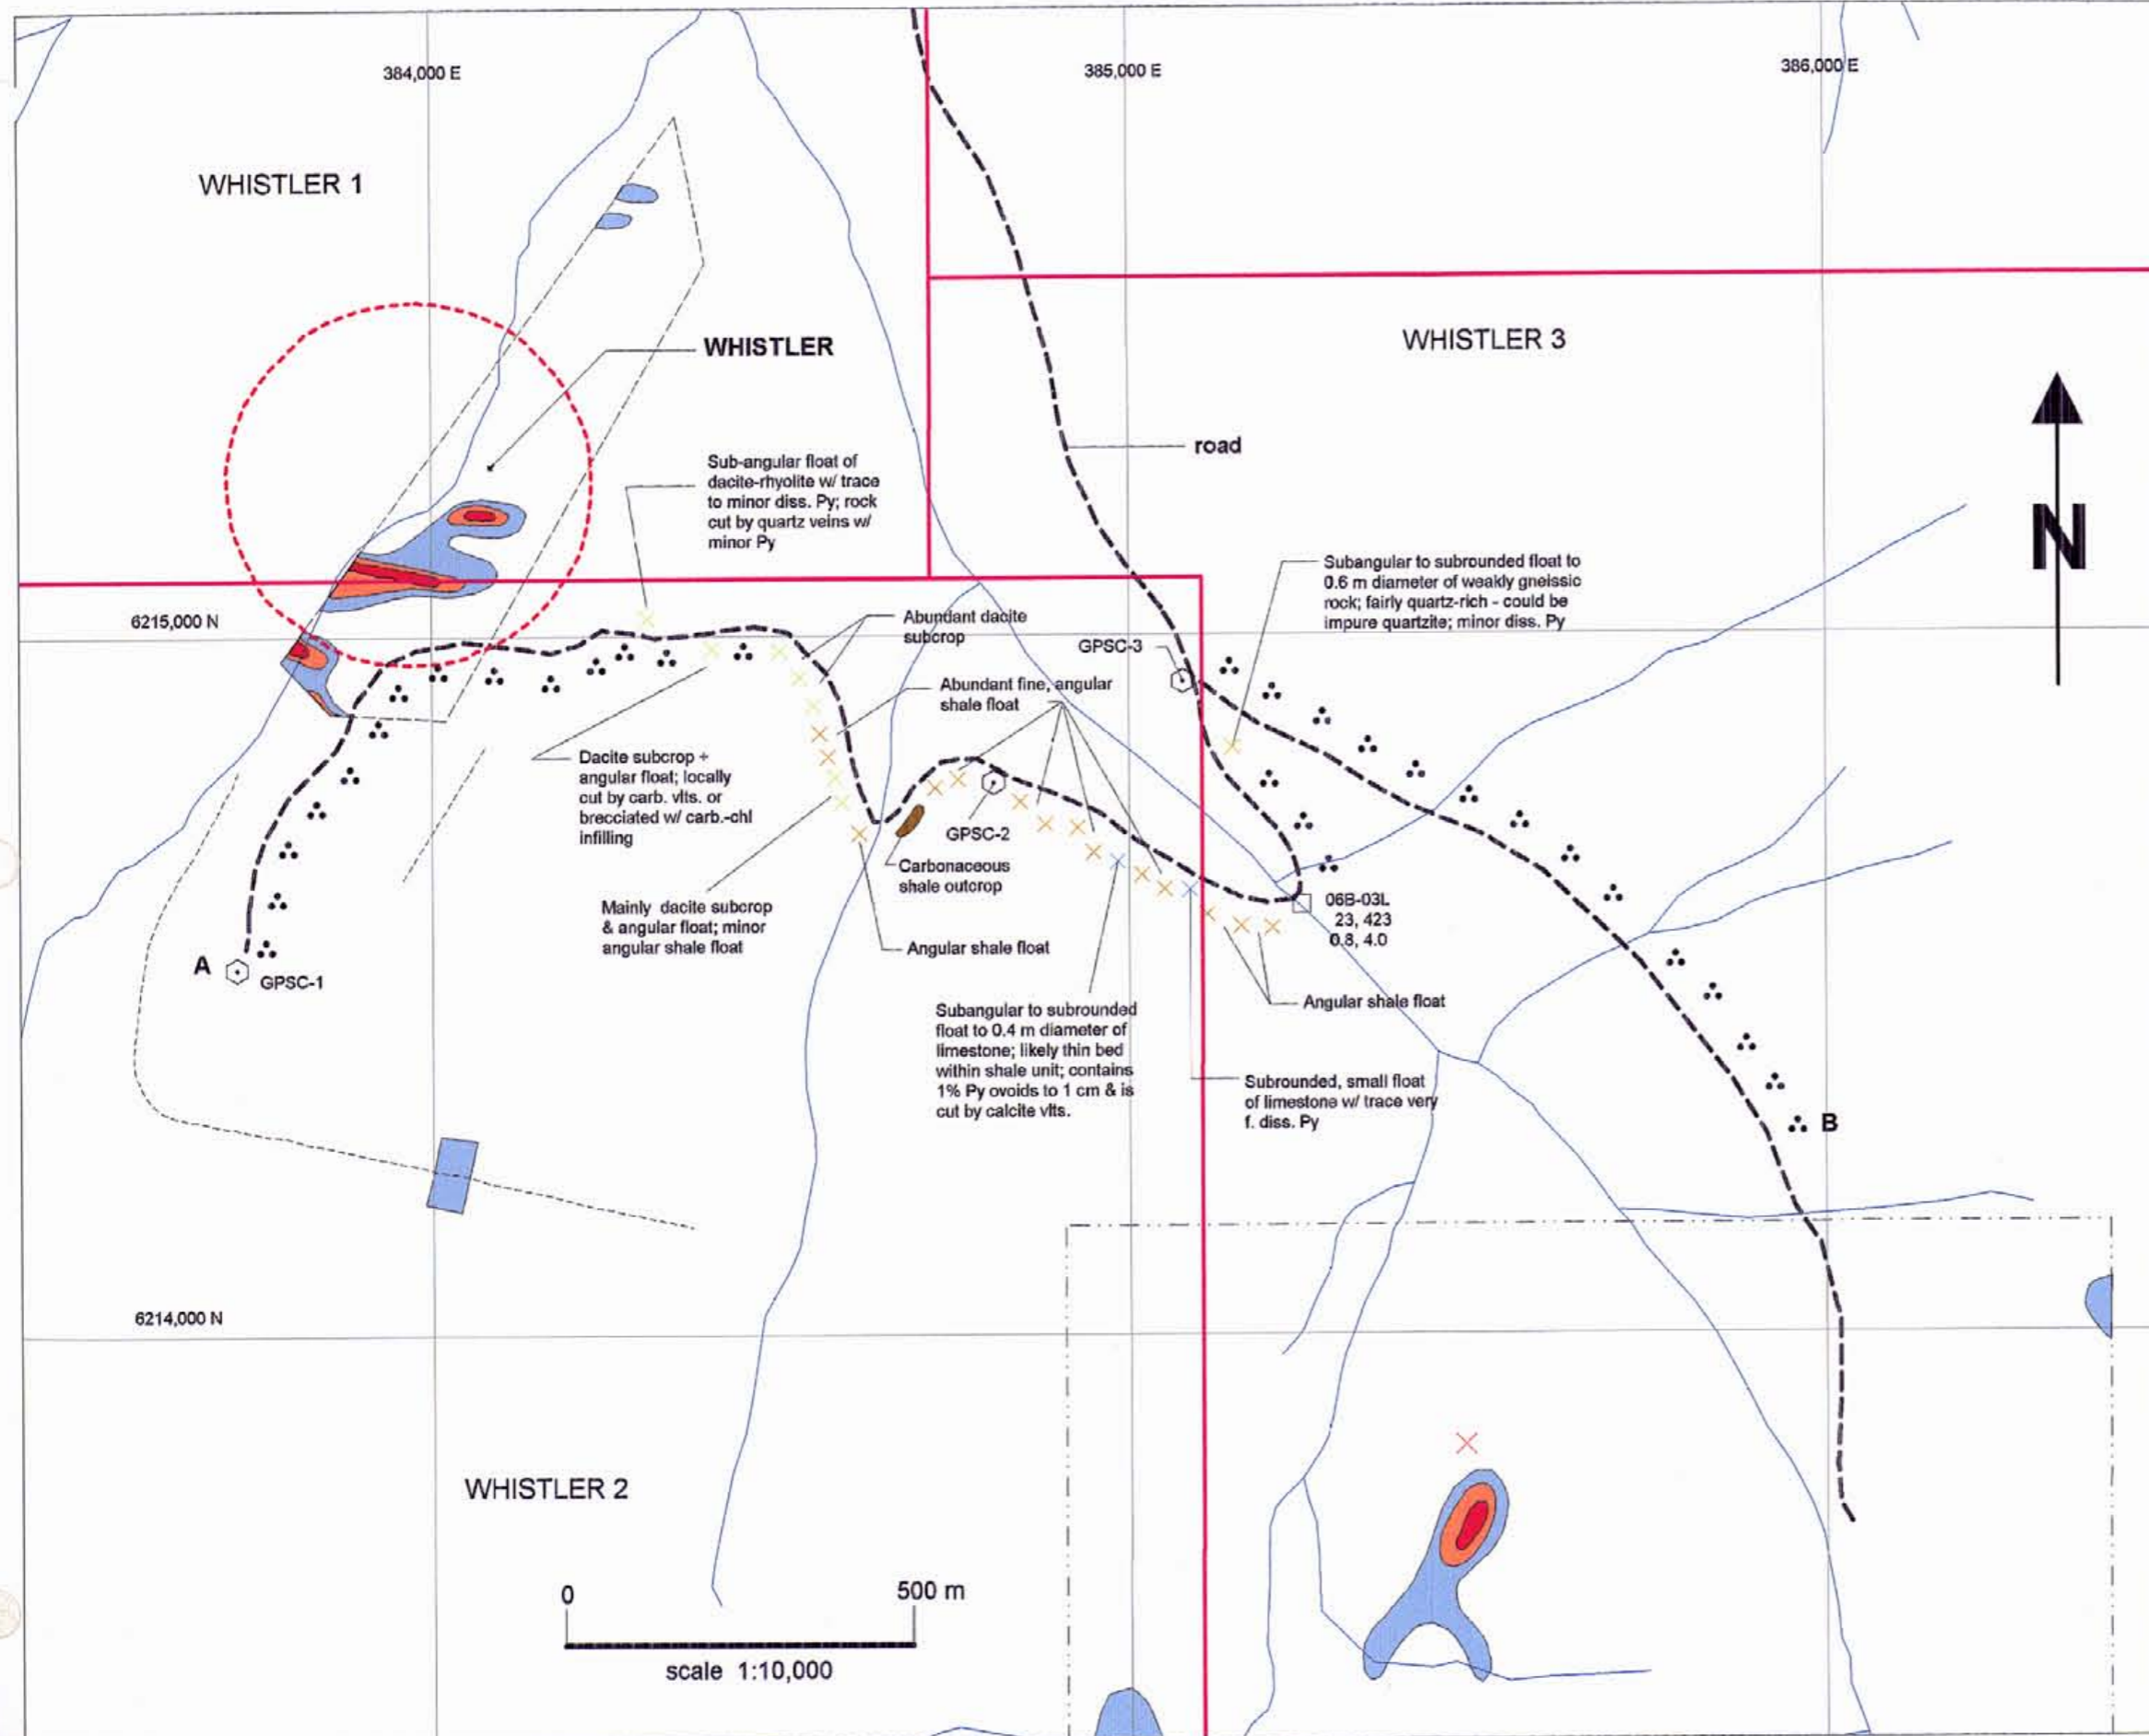 384,000 E
385,000 E
386,000 E
WHISTLER 1
WHISTLER
WHISTLER 3
road
N
Sub-angular float of
dacite-rhyolite w/ trace
to minor diss. Py; rock
cut by quartz veins w/
minor Py
Subangular to subrounded float to
0.6 m diameter of weakly gneissic
rock; fairly quartz-rich - could be
impure quartzite; minor diss. Py
6215,000 N
Abundant dacite
subcrop
GPSC-3
Abundant fine, angular
shale float
Dacite subcrop +
angular float; locally
cut by carb. vlts. or
brecciated w/ carb.-chl
infilling
GPSC-2
Carbonaceous
shale outcrop
Mainly dacite subcrop
& angular float; minor
angular shale float
Angular shale float
06B-03L
23, 423
0.8, 4.0
A
GPSC-1
Angular shale float
Subangular to subrounded
float to 0.4 m diameter of
limestone; likely thin bed
within shale unit; contains
1% Py ovoids to 1 cm & is
cut by calcite vlts.
Subrounded, small float
of limestone w/ trace very
f. diss. Py
B
6214,000 N
WHISTLER 2
0
500 m
scale 1:10,000